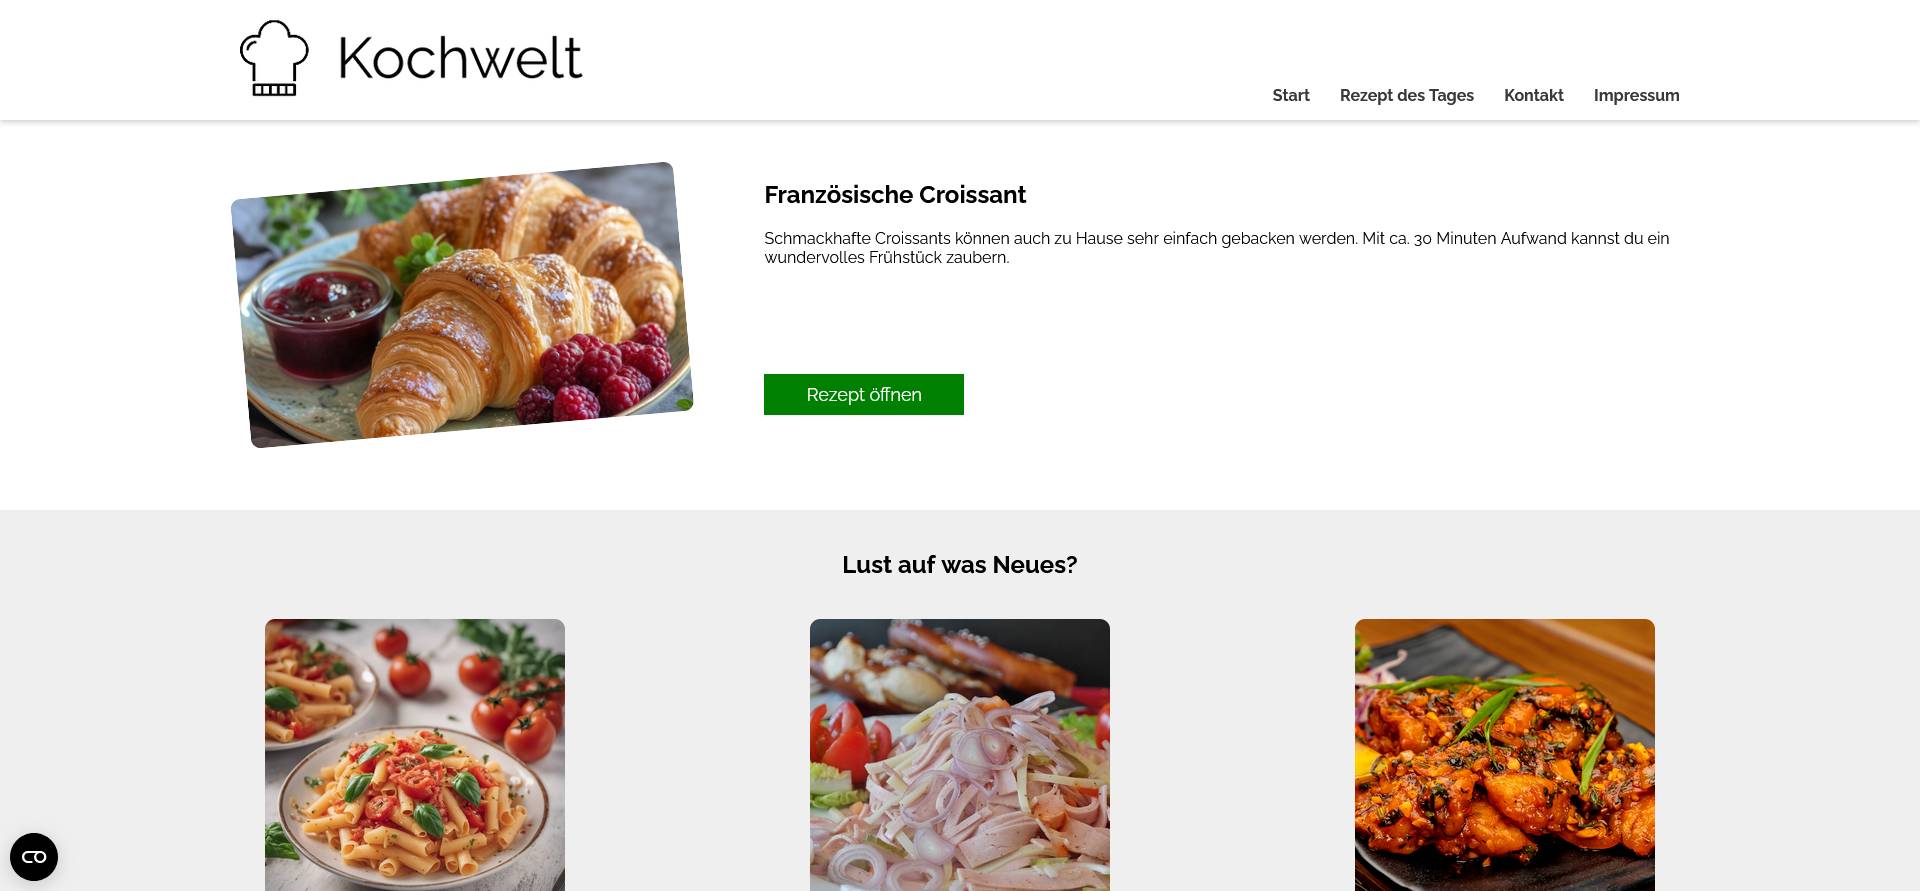 Kochwelt
Start
Rezept des Tages
Kontakt
Impressum
Französische Croissant
Schmackhafte Croissants können auch zu Hause sehr einfach gebacken werden. Mit ca. 30 Minuten Aufwand kannst du ein
wundervolles Frühstück zaubern.
Rezept öffnen
Lust auf was Neues?